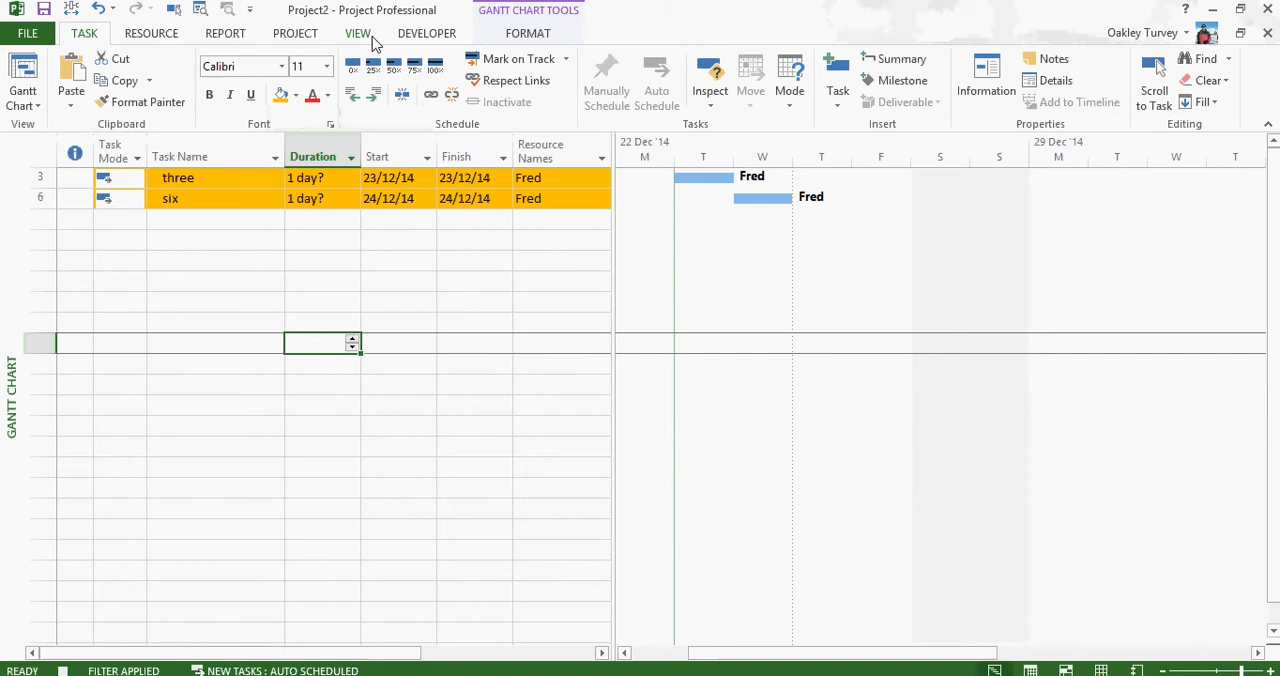 Project2 - Project Professional
GANTT CHART TOOLS
?
FILE TASK RESOURCE REPORT PROJECT VIEW DEVELOPER FORMAT
Oakley Turvey
Gantt Chart
View
Paste
Cut
Copy
Format Painter
Clipboard
Calibri 11
B I U A
Font
0% 25% 50% 75% 100%
Mark on Track
Respect Links
Inactivate
Schedule
Manually Schedule
Auto Schedule
Inspect
Move
Mode
Tasks
Task
Summary
Milestone
Deliverable
Insert
Information
Notes
Details
Add to Timeline
Properties
Scroll to Task
Find
Clear
Fill
Editing
Task Mode Task Name Duration Start Finish Resource Names
3 three 1 day? 23/12/14 23/12/14 Fred
6 six 1 day? 24/12/14 24/12/14 Fred
22 Dec '14 29 Dec '14
M T W T F S S M T W T
Fred
Fred
GANTT CHART
READY FILTER APPLIED NEW TASKS : AUTO SCHEDULED